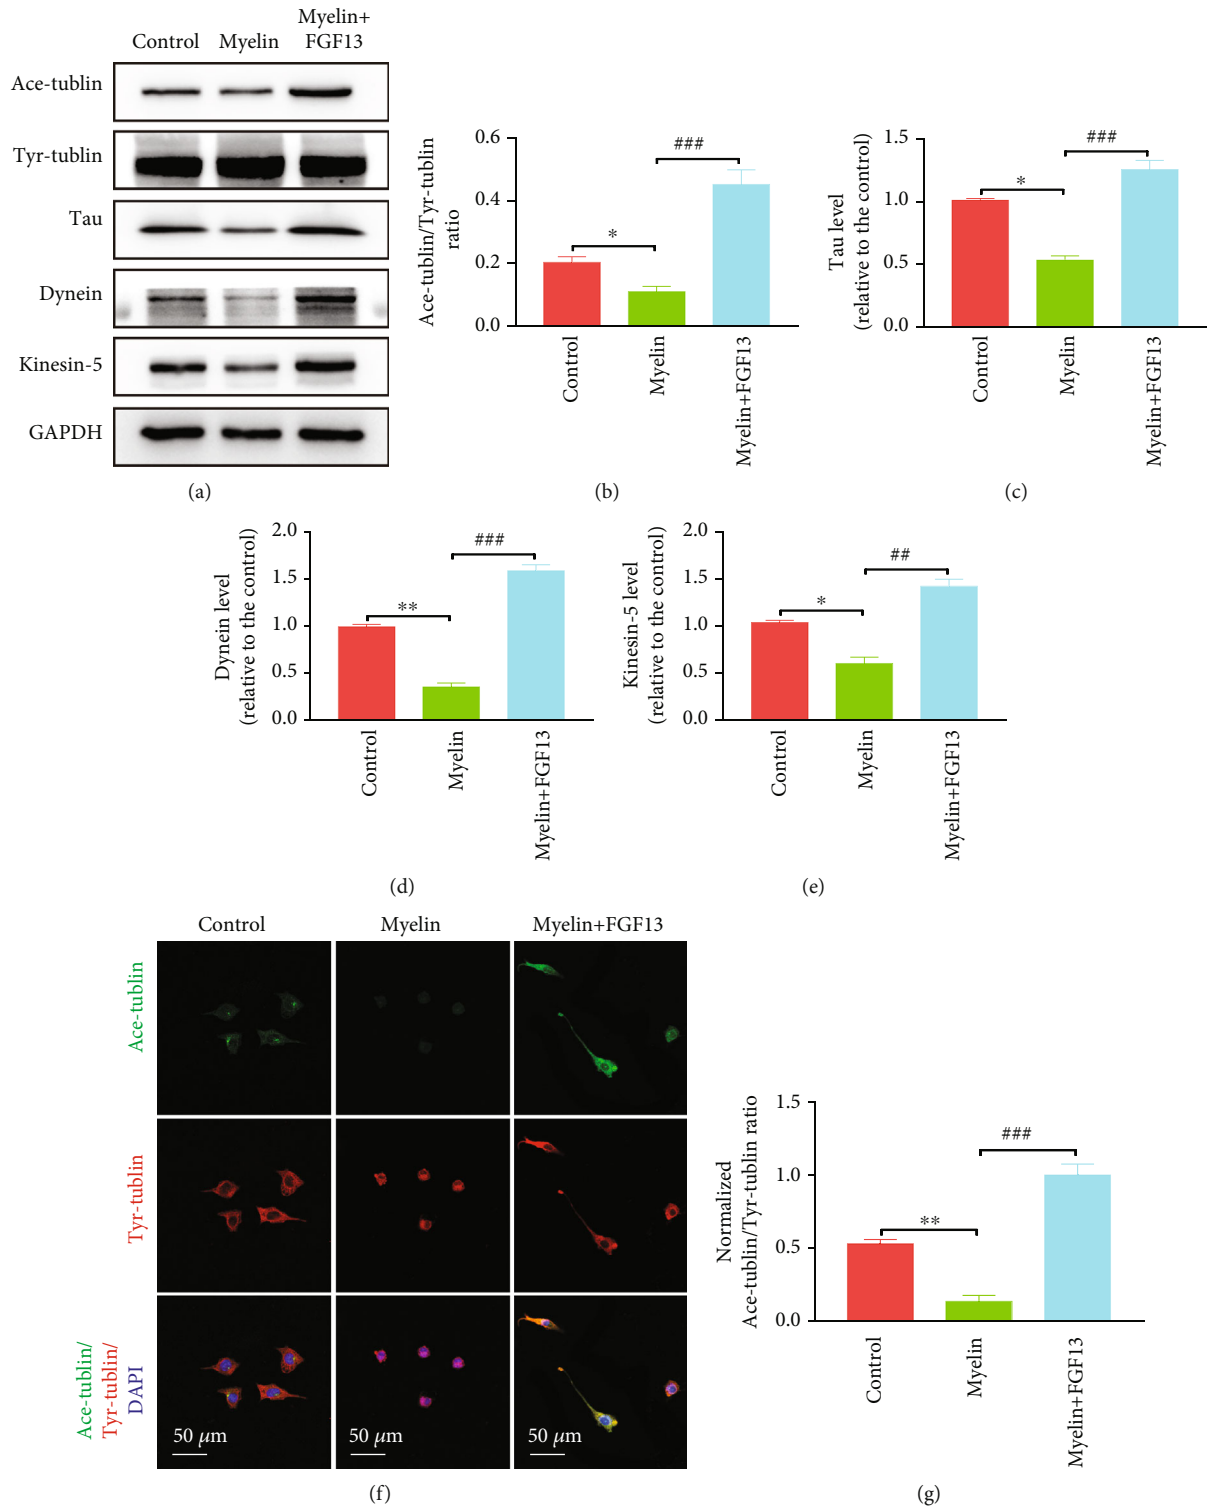 Control Myelin Myelin+
FGF13
Ace-tublin
Tyr-tublin
Tau
Dynein
Kinesin-5
GAPDH
(a)
Ace-tublin/Tyr-tublin
ratio
0.6
0.4
0.2
0.0
*
###
Control
Myelin
Myelin+FGF13
(b)
Tau level
(relative to the control)
1.5
1.0
0.5
0.0
*
###
Control
Myelin
Myelin+FGF13
(c)
Dynein level
(relative to the control)
2.0
1.5
1.0
0.5
0.0
**
###
Control
Myelin
Myelin+FGF13
(d)
Kinesin-5 level
(relative to the control)
2.0
1.5
1.0
0.5
0.0
*
##
Control
Myelin
Myelin+FGF13
(e)
Control Myelin Myelin+FGF13
Ace-tublin
Tyr-tublin
Ace-tublin/
Tyr-tublin/
DAPI
50 μm 50 μm 50 μm
(f)
Normalized
Ace-tublin/Tyr-tublin ratio
1.5
1.0
0.5
0.0
**
###
Control
Myelin
Myelin+FGF13
(g)